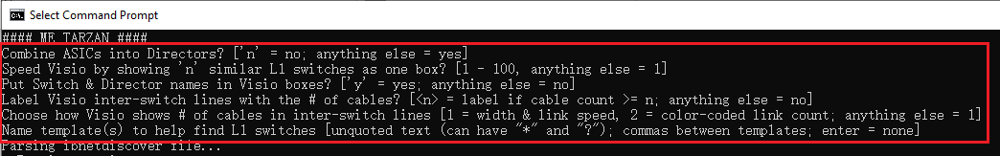 Select Command Prompt
#### ME TARZAN ####
Combine ASICs into Directors? ['n' = no; anything else = yes]
Speed Visio by showing 'n' similar L1 switches as one box? [1 - 100, anything else = 1]
Put Switch & Director names in Visio boxes? ['y' = yes; anything else = no]
Label Visio inter-switch lines with the # of cables? [<n> = label if cable count >= n; anything else = no]
Choose how Visio shows # of cables in inter-switch lines [1 = width & link speed, 2 = color-coded link count; anything else = 1]
Name template(s) to help find L1 switches [unquoted text (can have "*" and "?"); commas between templates; enter = none]
Parsing ibnetdiscover file...